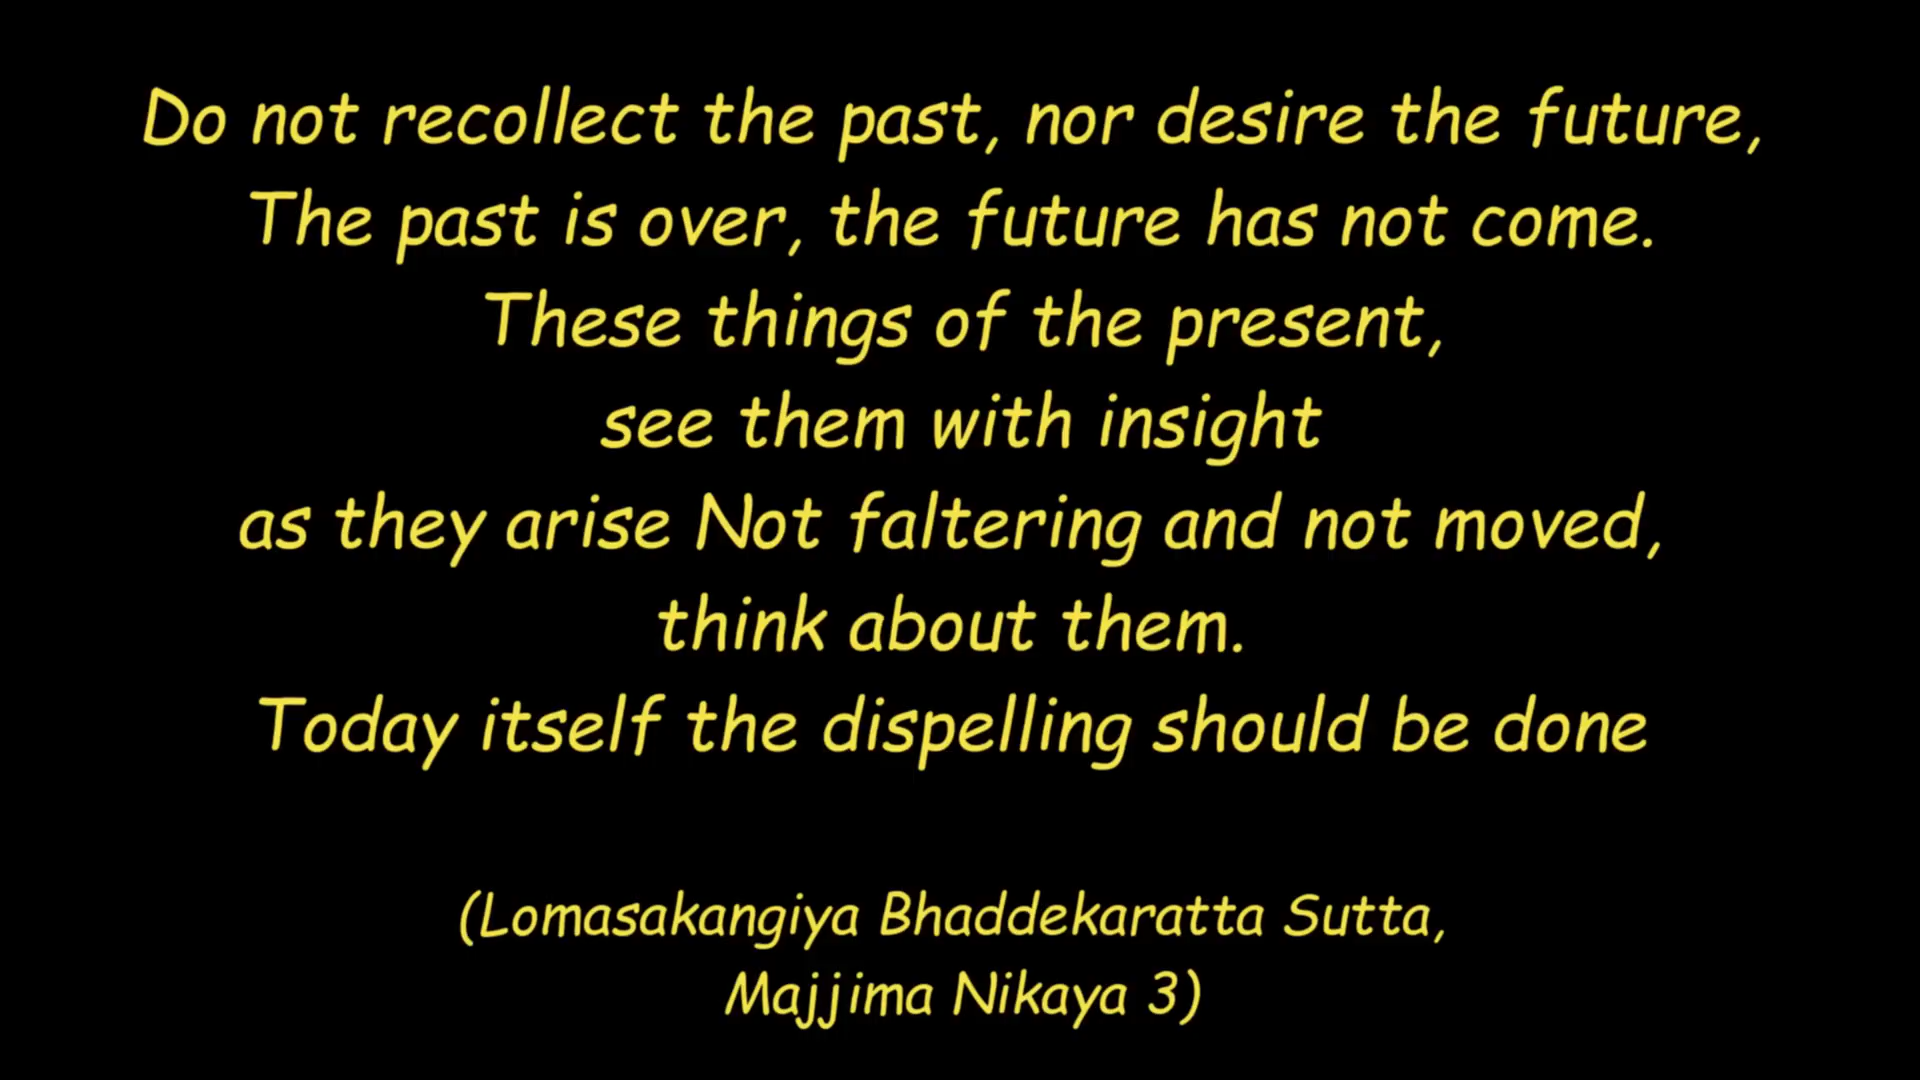 Do not recollect the past, nor desire the future,
The past is over, the future has not come.
These things of the present,
see them with insight
as they arise Not faltering and not moved,
think about them.
Today itself the dispelling should be done
(Lomasakangiya Bhaddekaratta Sutta,
Majjima Nikaya 3)